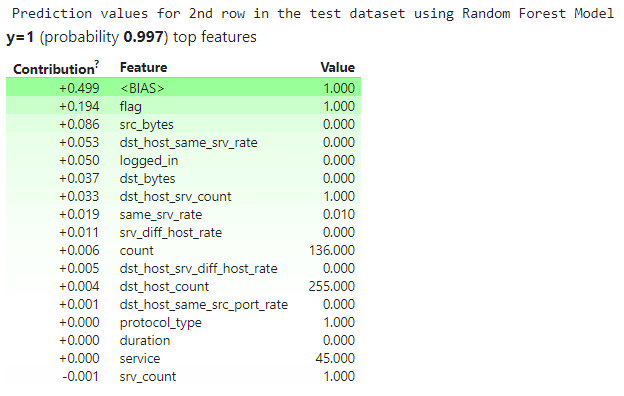 Prediction values for 2nd row in the test dataset using Random Forest Model
y=1 (probability 0.997) top features
Contribution? Feature Value
+0.499 <BIAS> 1.000
+0.194 flag 1.000
+0.086 src_bytes 0.000
+0.053 dst_host_same_srv_rate 0.000
+0.050 logged_in 0.000
+0.037 dst_bytes 0.000
+0.033 dst_host_srv_count 1.000
+0.019 same_srv_rate 0.010
+0.011 srv_diff_host_rate 0.000
+0.006 count 136.000
+0.005 dst_host_srv_diff_host_rate 0.000
+0.004 dst_host_count 255.000
+0.001 dst_host_same_src_port_rate 0.000
+0.000 protocol_type 1.000
+0.000 duration 0.000
+0.000 service 45.000
-0.001 srv_count 1.000